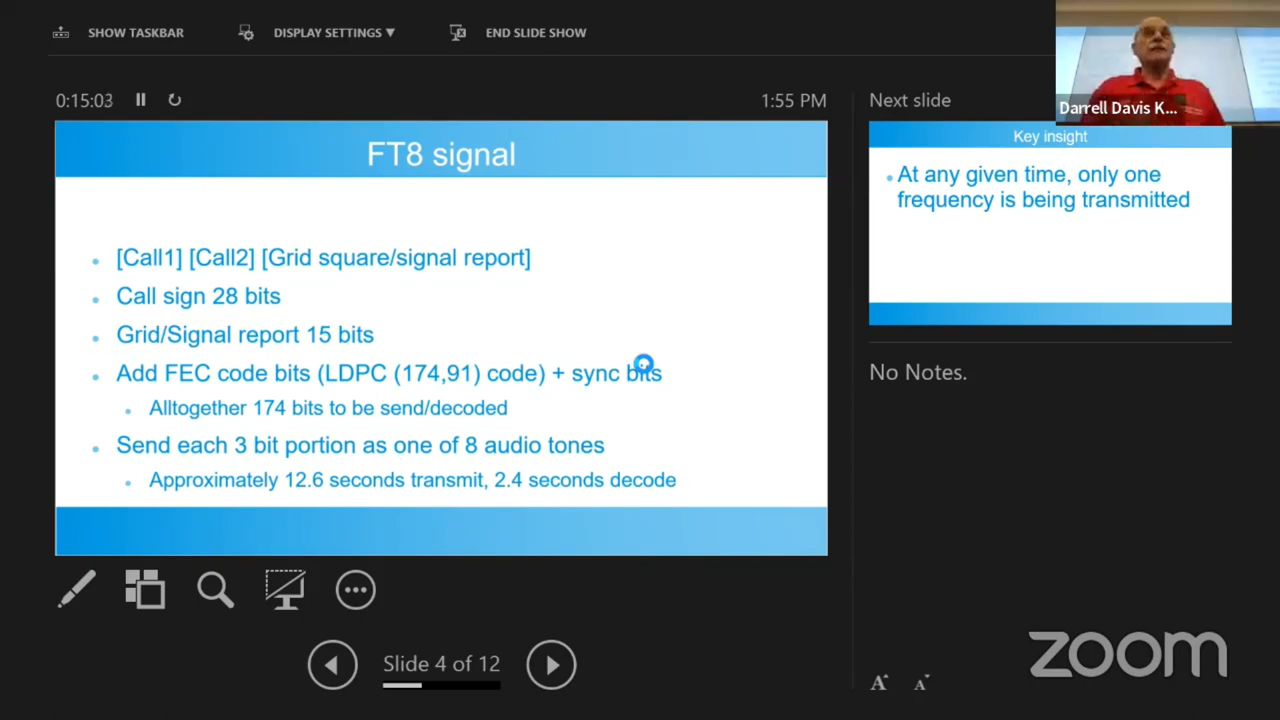 SHOW TASKBAR DISPLAY SETTINGS ▼ END SLIDE SHOW
Darrell Davis K...
0:15:03 1:55 PM
Next slide
FT8 signal
• [Call1] [Call2] [Grid square/signal report]
• Call sign 28 bits
• Grid/Signal report 15 bits
• Add FEC code bits (LDPC (174,91) code) + sync bits
• Alltogether 174 bits to be send/decoded
• Send each 3 bit portion as one of 8 audio tones
• Approximately 12.6 seconds transmit, 2.4 seconds decode
Key insight
• At any given time, only one
frequency is being transmitted
No Notes.
Slide 4 of 12
A A
zoom